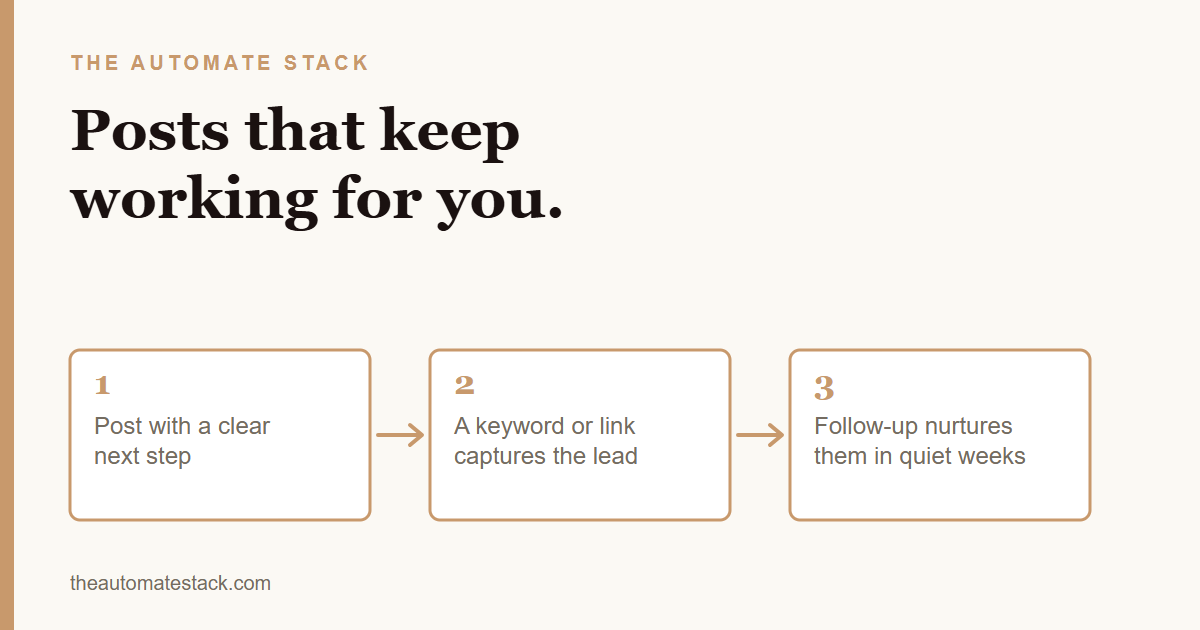 THE AUTOMATE STACK
Posts that keep
working for you.
1
Post with a clear
next step
2
A keyword or link
captures the lead
3
Follow-up nurtures
them in quiet weeks
theautomatestack.com